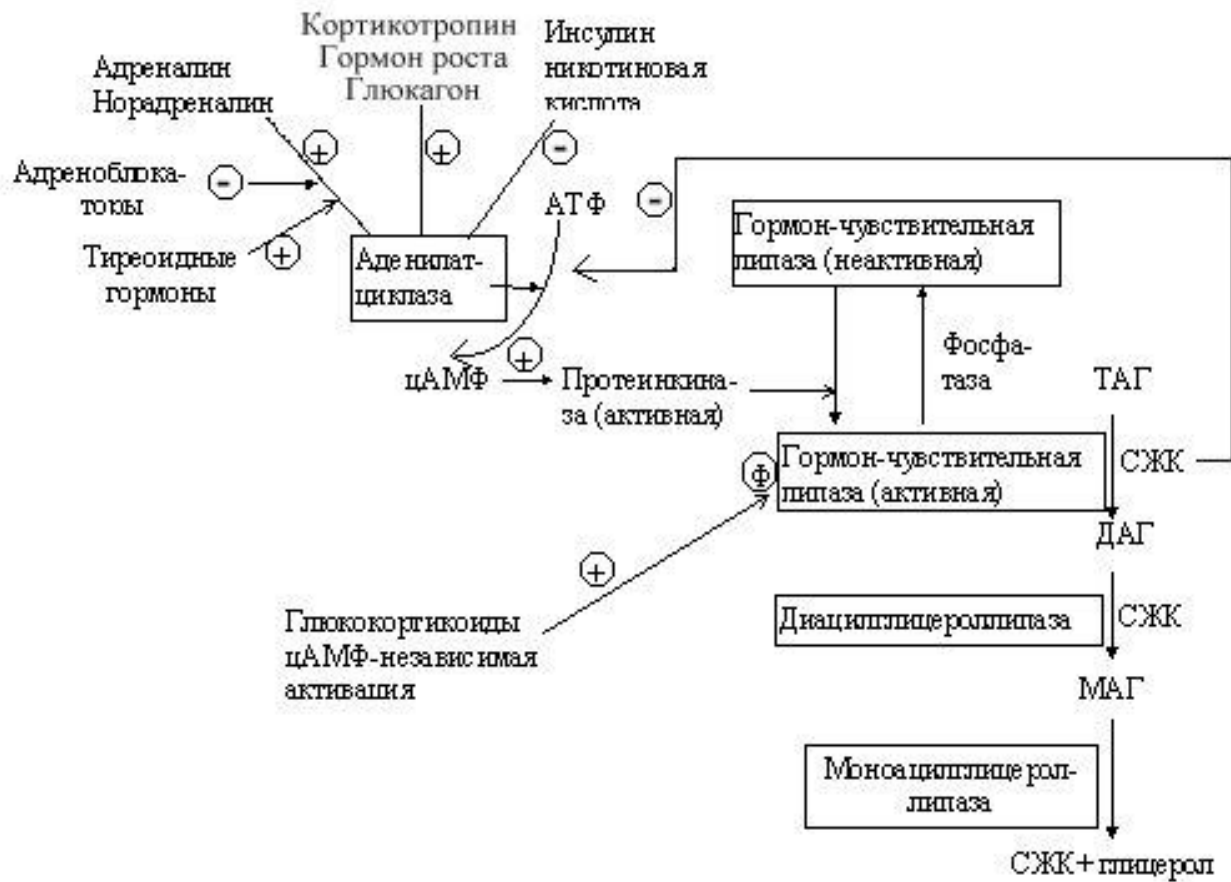 Кортикотропин
Гормон роста
Глюкагон
Инсулин
никотиновая
кислота
Адреналин
Норадреналин
+
+
-
Адреноблока-
торы
-
Тиреоидные
гормоны
+
Аденилат-
циклаза
АТФ
-
Гормон-чувствительная
липаза (неактивная)
цАМФ
+
Протеинкина-
за (активная)
Фосфа-
таза
ТАГ
Ф
Гормон-чувствительная
липаза (активная)
СЖК
ДАГ
+
Глюкокортикоиды
цАМФ-независимая
активация
Диацилглицероллипаза
СЖК
МАГ
Моноацилглицерол-
липаза
СЖК+глицерол